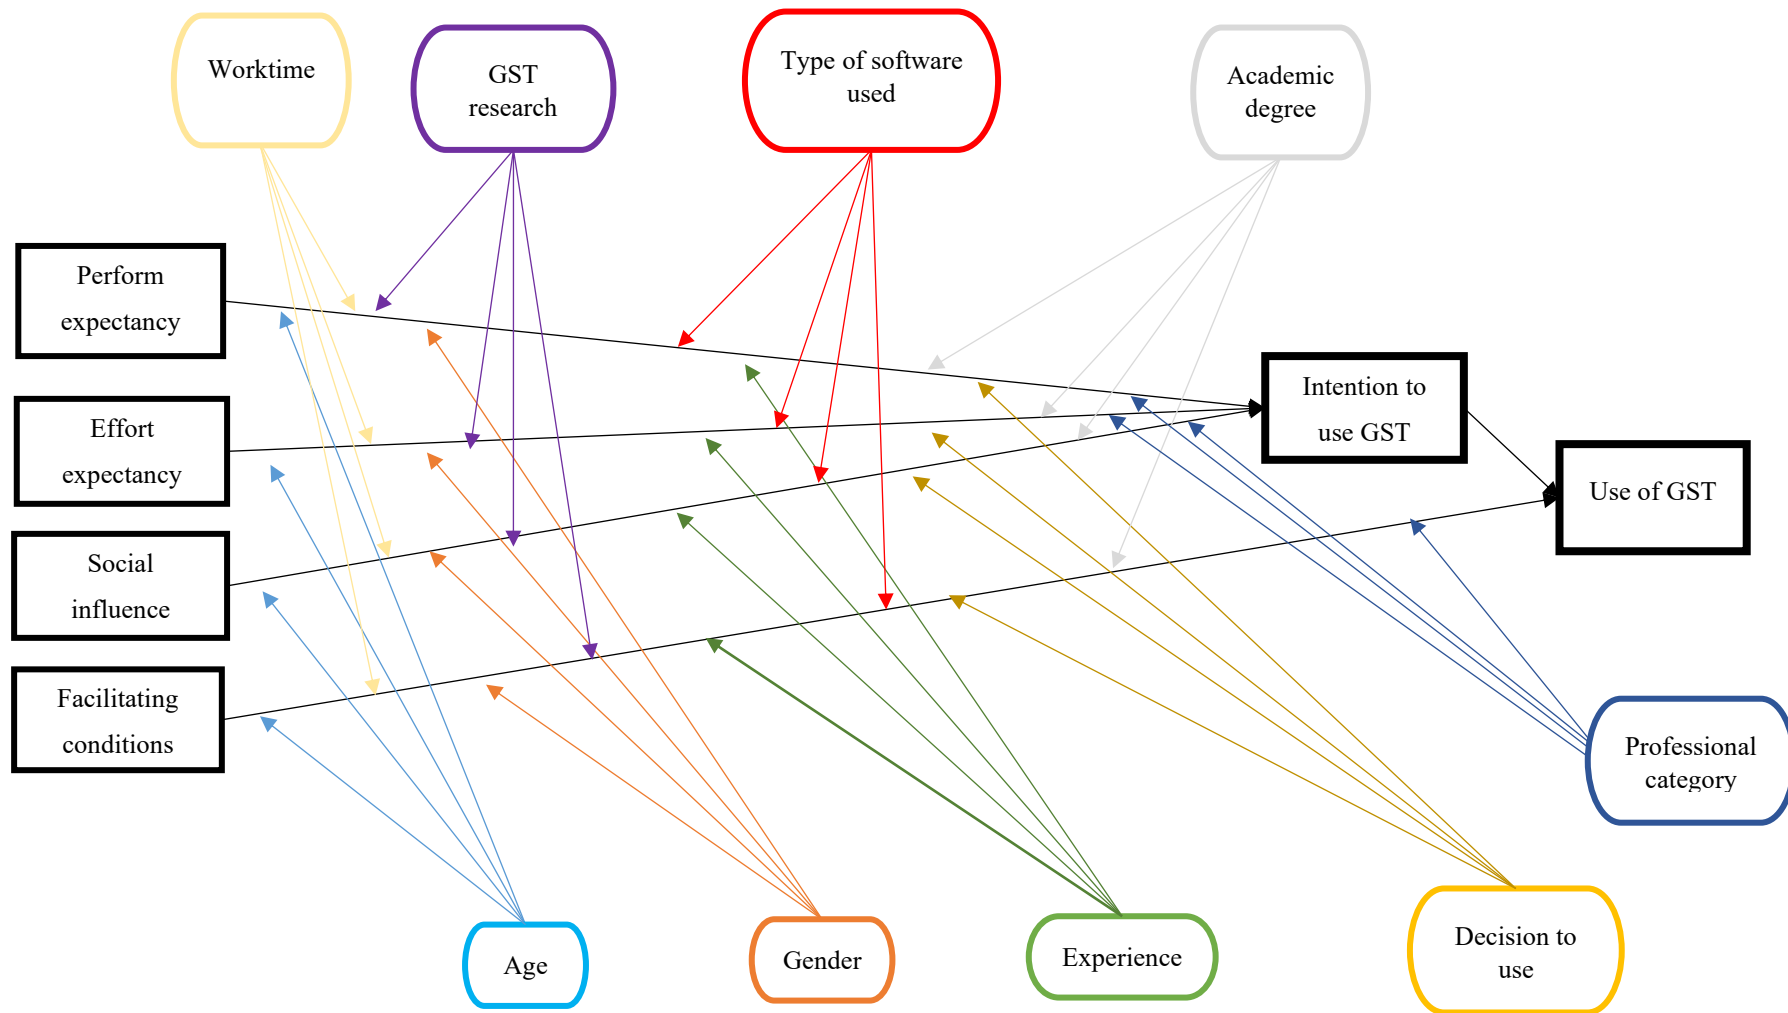 Worktime
GST
research
Type of software
used
Academic
degree
Perform
expectancy
Effort
expectancy
Social
influence
Facilitating
conditions
Intention to
use GST
Use of GST
Professional
category
Age
Gender
Experience
Decision to
use